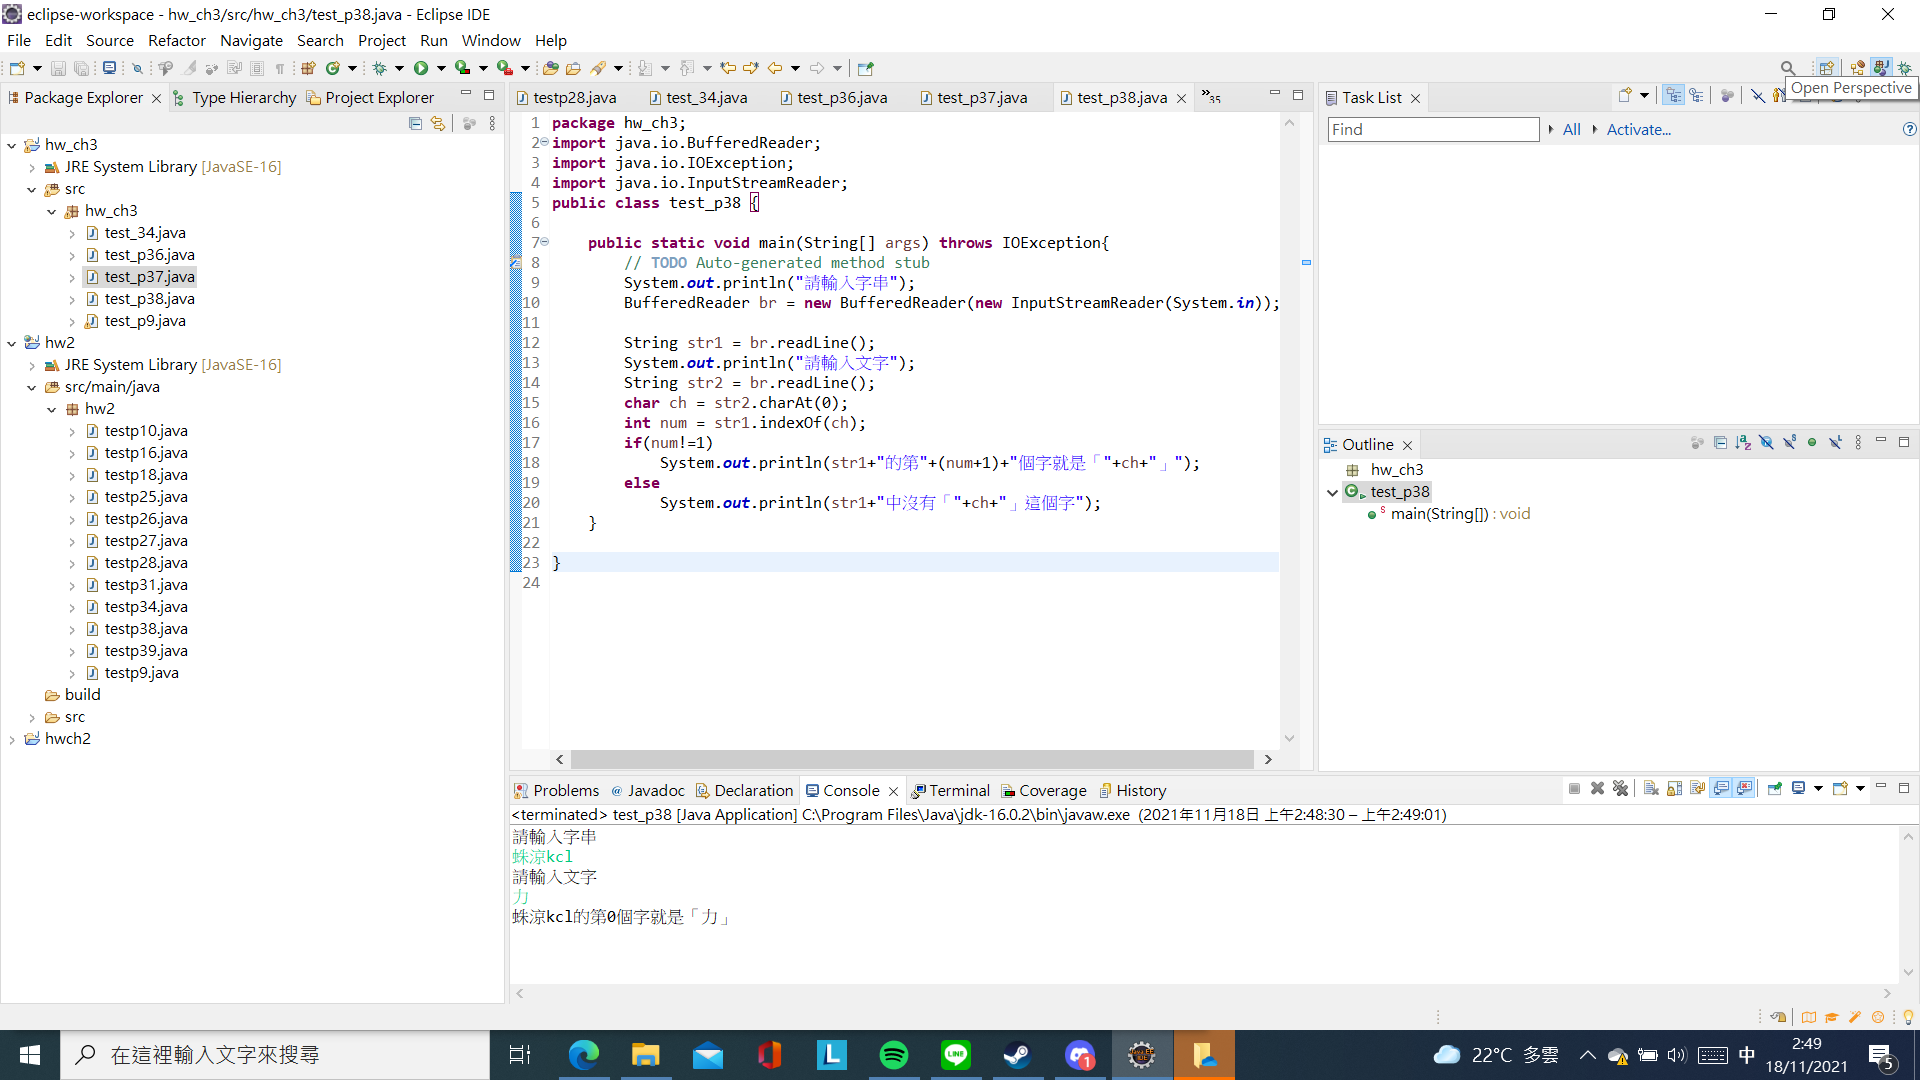 eclipse-workspace - hw_ch3/src/hw_ch3/test_p38.java - Eclipse IDE
File Edit Source Refactor Navigate Search Project Run Window Help
Package Explorer Type Hierarchy Project Explorer
hw_ch3
JRE System Library [JavaSE-16]
src
hw_ch3
test_34.java
test_p36.java
test_p37.java
test_p38.java
test_p9.java
hw2
JRE System Library [JavaSE-16]
src/main/java
hw2
testp10.java
testp16.java
testp18.java
testp25.java
testp26.java
testp27.java
testp28.java
testp31.java
testp34.java
testp38.java
testp39.java
testp9.java
build
src
hwch2
testp28.java test_34.java test_p36.java test_p37.java test_p38.java »35
1 package hw_ch3;
2 import java.io.BufferedReader;
3 import java.io.IOException;
4 import java.io.InputStreamReader;
5 public class test_p38 {
6
7 public static void main(String[] args) throws IOException{
8 // TODO Auto-generated method stub
9 System.out.println("請輸入字串");
10 BufferedReader br = new BufferedReader(new InputStreamReader(System.in));
11
12 String str1 = br.readLine();
13 System.out.println("請輸入文字");
14 String str2 = br.readLine();
15 char ch = str2.charAt(0);
16 int num = str1.indexOf(ch);
17 if(num!=1)
18 System.out.println(str1+"的第"+(num+1)+"個字就是「"+ch+"」");
19 else
20 System.out.println(str1+"中沒有「"+ch+"」這個字");
21 }
22
23 }
24
Task List
Open Perspective
Find All Activate...
Outline
hw_ch3
test_p38
main(String[]) : void
Problems Javadoc Declaration Console Terminal Coverage History
<terminated> test_p38 [Java Application] C:\Program Files\Java\jdk-16.0.2\bin\javaw.exe (2021年11月18日 上午2:48:30 – 上午2:49:01)
請輸入字串
蛛涼kcl
請輸入文字
力
蛛涼kcl的第0個字就是「力」
在這裡輸入文字來搜尋
22°C 多雲
中
2:49
18/11/2021
5
1